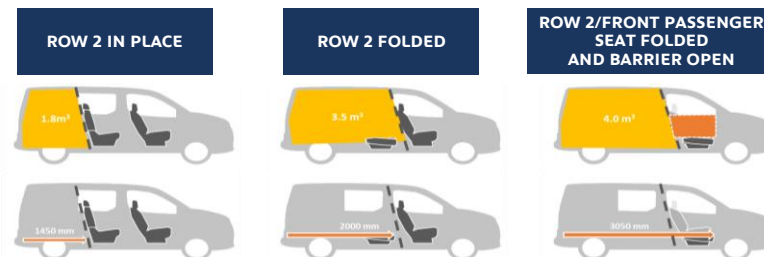 ROW 2 IN PLACE
ROW 2 FOLDED
ROW 2/FRONT PASSENGER
SEAT FOLDED
AND BARRIER OPEN
1.8m³
3.5 m³
4.0 m³
1450 mm
2000 mm
3050 mm